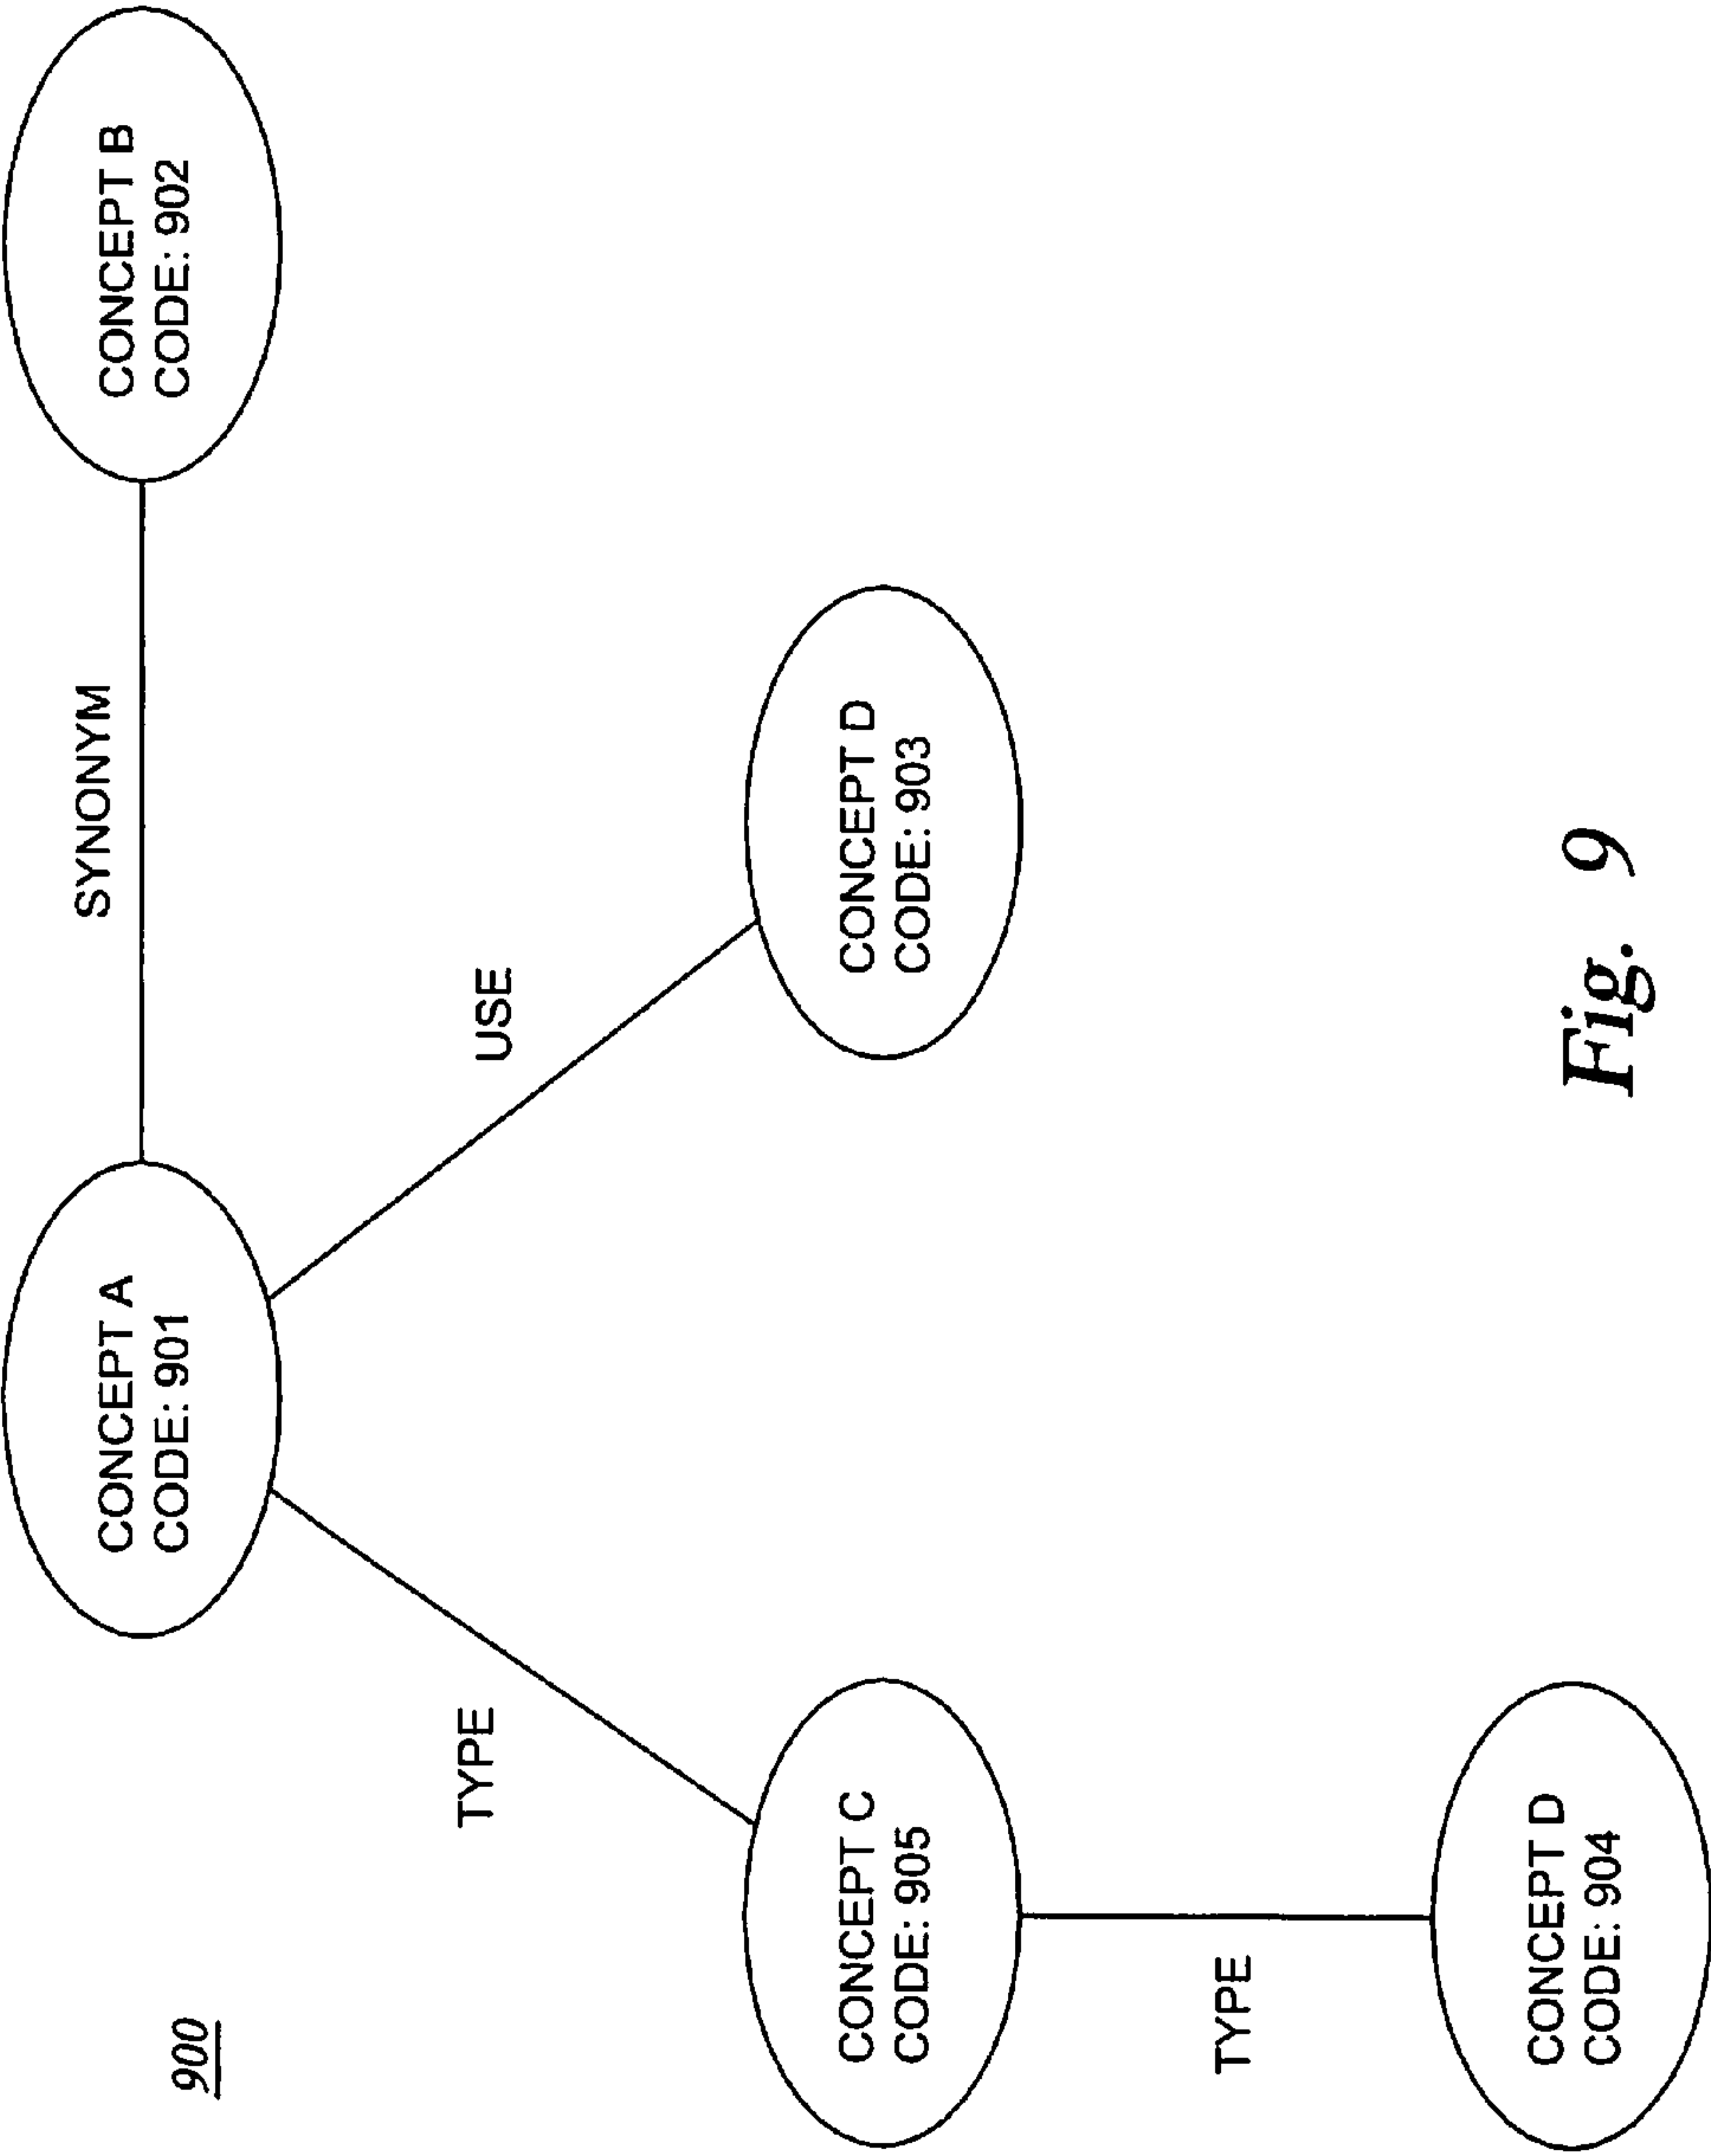 900
CONCEPT A
CODE: 901
SYNONYM
CONCEPT B
CODE: 902
TYPE
USE
CONCEPT C
CODE: 905
CONCEPT D
CODE: 903
TYPE
CONCEPT D
CODE: 904
Fig. 9